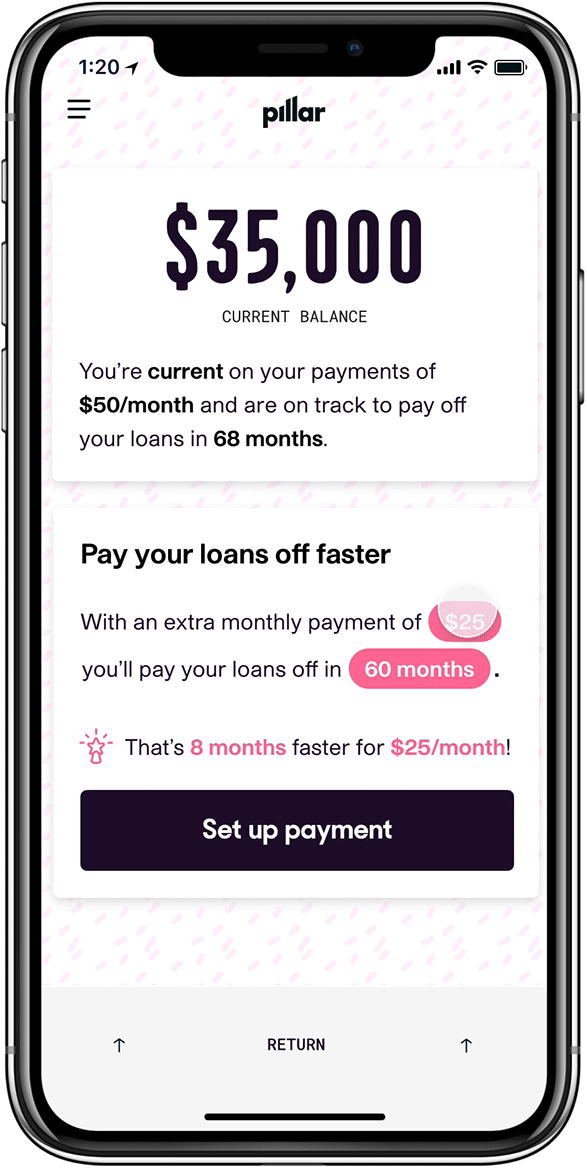 1:20
pillar
$35,000
CURRENT BALANCE
You're current on your payments of
$50/month and are on track to pay off
your loans in 68 months.
Pay your loans off faster
With an extra monthly payment of $25
you'll pay your loans off in 60 months .
That's 8 months faster for $25/month!
Set up payment
↑ RETURN ↑